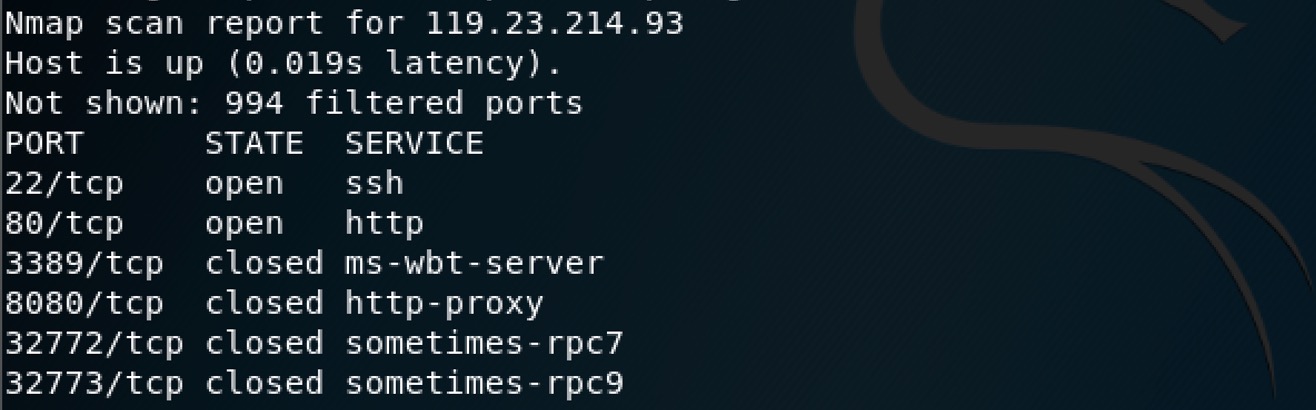 Nmap scan report for 119.23.214.93
Host is up (0.019s latency).
Not shown: 994 filtered ports
PORT      STATE  SERVICE
22/tcp    open   ssh
80/tcp    open   http
3389/tcp  closed ms-wbt-server
8080/tcp  closed http-proxy
32772/tcp closed sometimes-rpc7
32773/tcp closed sometimes-rpc9